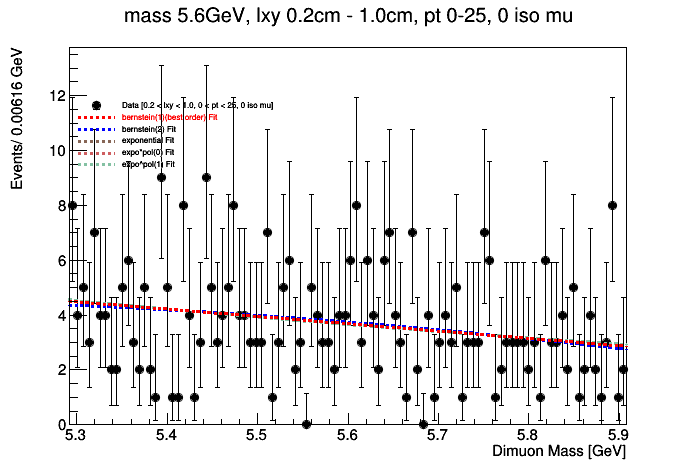 mass 5.6GeV, lxy 0.2cm - 1.0cm, pt 0-25, 0 iso mu
Events/ 0.00616 GeV
Data [0.2 < lxy < 1.0, 0 < pt < 25, 0 iso mu]
bernstein(1)(best order) Fit
bernstein(2) Fit
exponential Fit
expo*pol(0) Fit
expo*pol(1) Fit
12
10
8
6
4
2
0
5.3 5.4 5.5 5.6 5.7 5.8 5.9
Dimuon Mass [GeV]